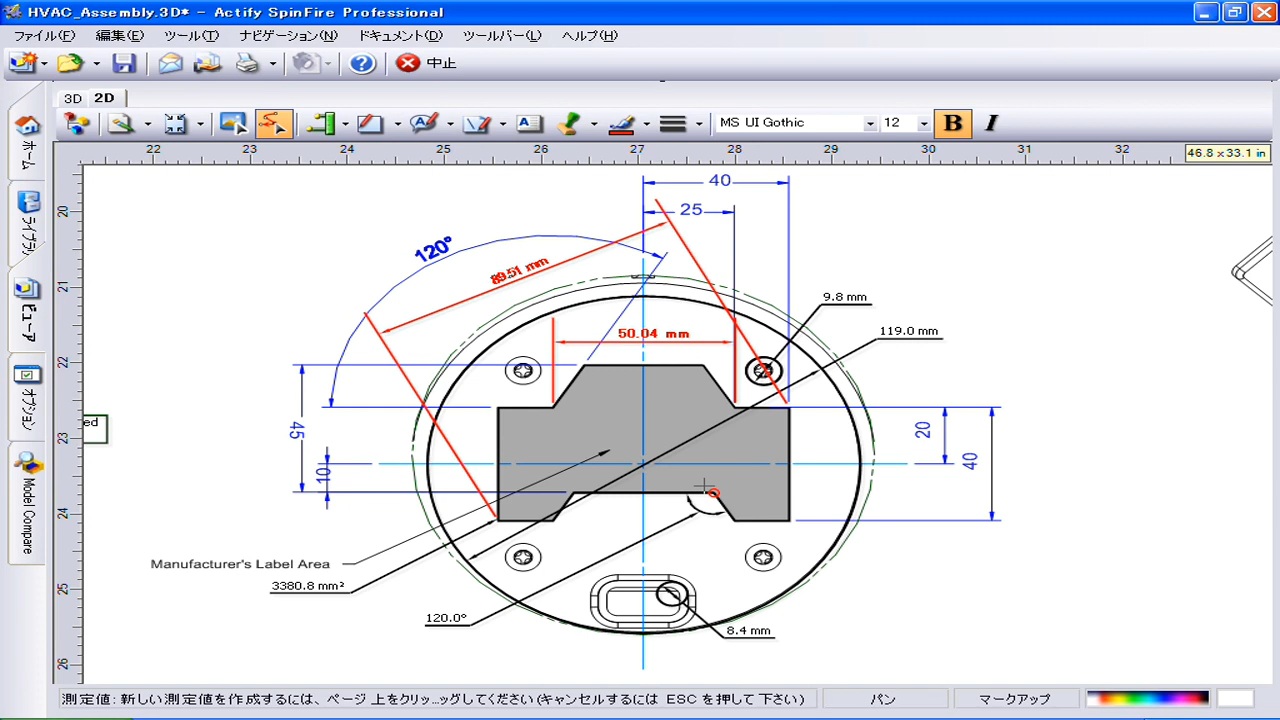 HVAC_Assembly.3D* - Actify SpinFire Professional
ファイル(F) 編集(E) ツール(T) ナビゲーション(N) ドキュメント(D) ツールバー(L) ヘルプ(H)
中止
3D 2D
MS UI Gothic 12 B I
22 23 24 25 26 27 28 29 30 31 32
46.8 x 33.1 in
ホーム
ライブラリ
ビューア
オプション
Model Compare
20
21
22
23
24
25
26
40
25
120°
89.51 mm
50.04 mm
9.8 mm
119.0 mm
ed
45
10
20
40
Manufacturer's Label Area
3380.8 mm²
120.0°
8.4 mm
測定値: 新しい測定値を作成するには、ページ 上をクリッ...ッグしてください(キャンセルするには ESC を押して下さい)
パン
マークアップ